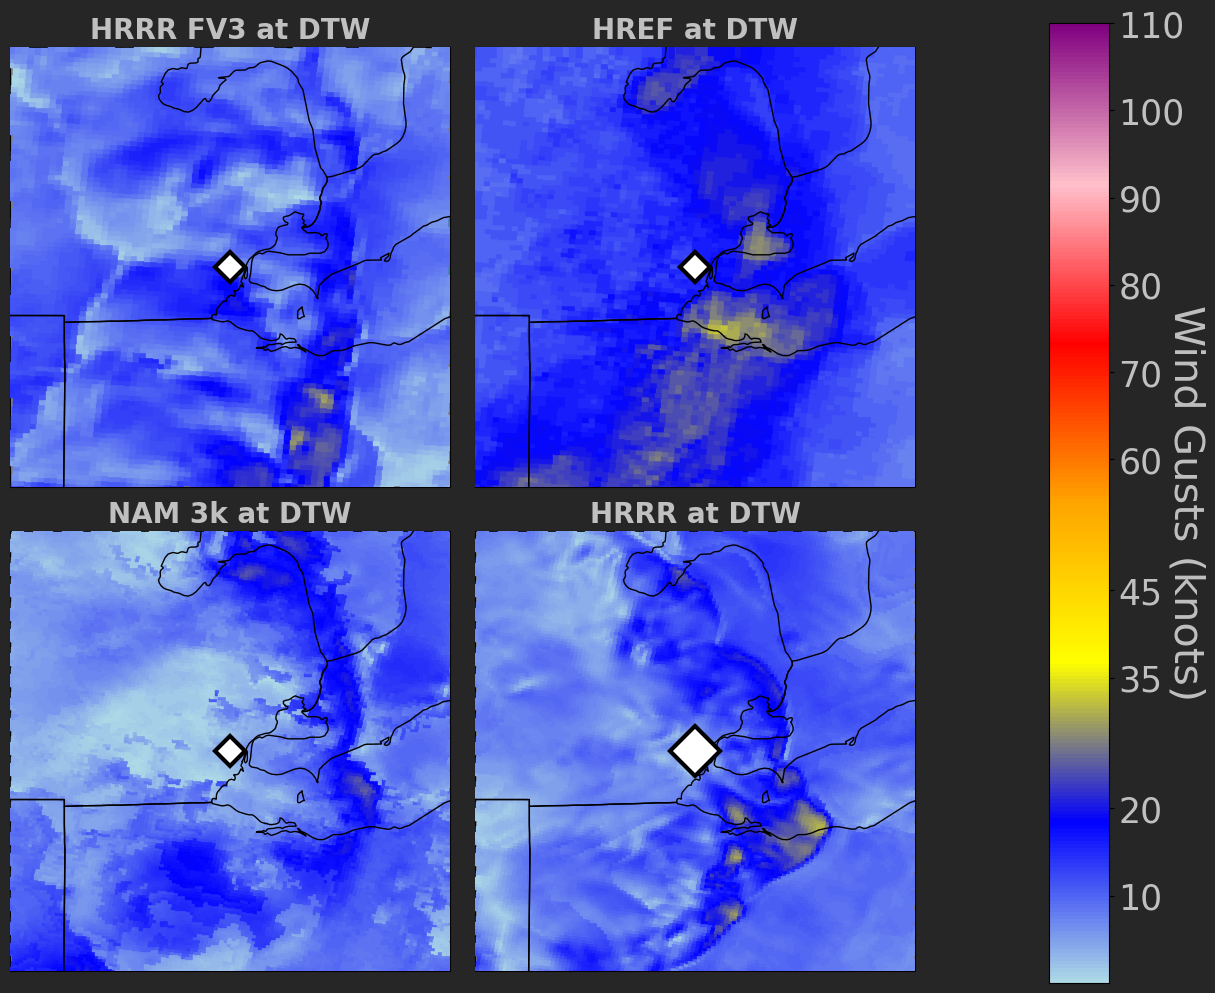 HRRR FV3 at DTW
HREF at DTW
NAM 3k at DTW
HRRR at DTW
110
100
90
80
70
60
45
35
20
10
Wind Gusts (knots)